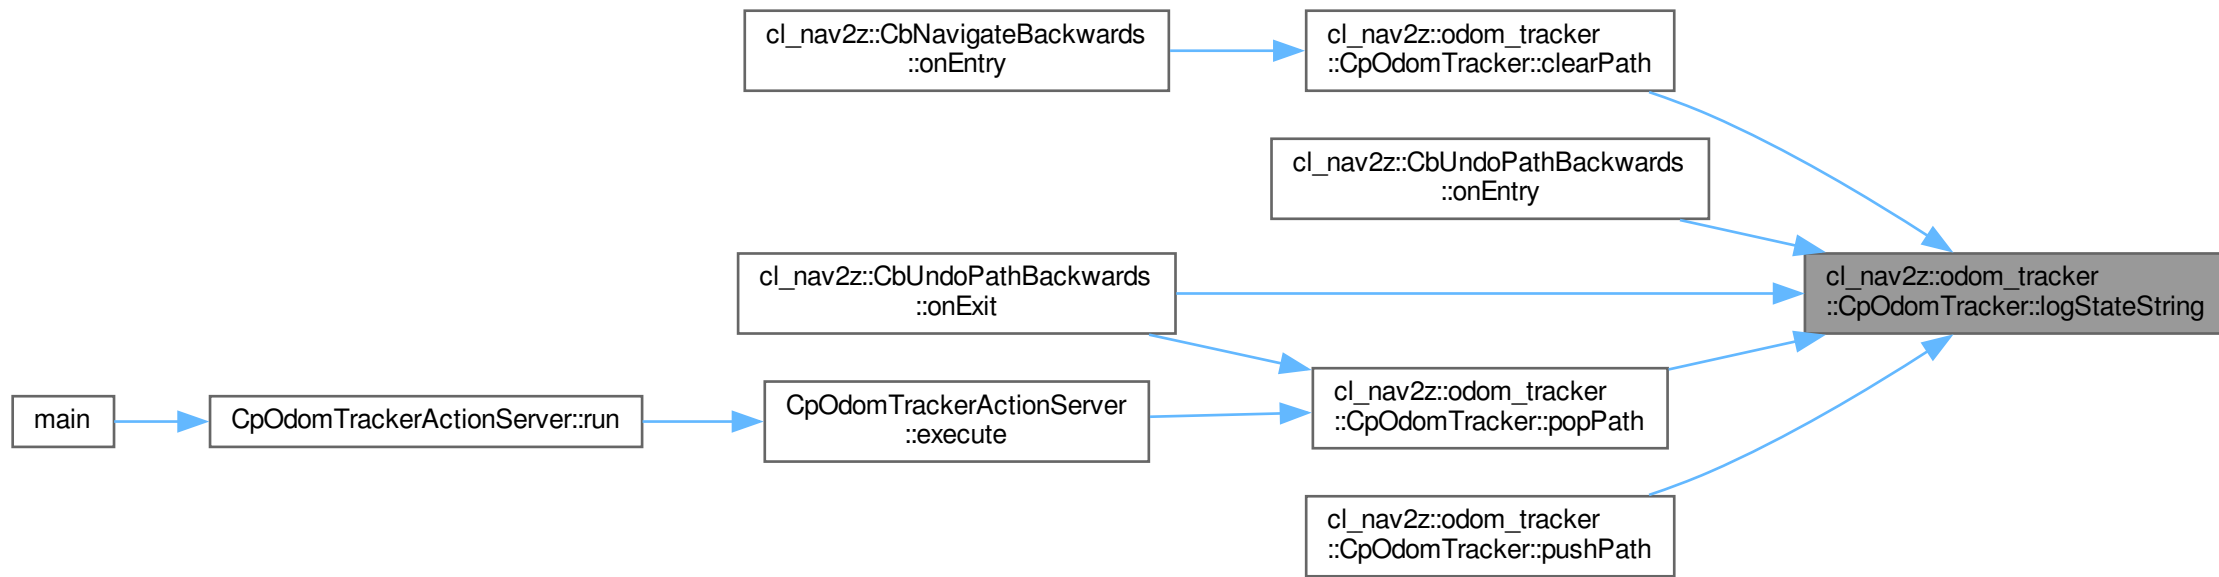 cl_nav2z::CbNavigateBackwards
::onEntry
cl_nav2z::odom_tracker
::CpOdomTracker::clearPath
cl_nav2z::CbUndoPathBackwards
::onEntry
cl_nav2z::CbUndoPathBackwards
::onExit
cl_nav2z::odom_tracker
::CpOdomTracker::logStateString
main
CpOdomTrackerActionServer::run
CpOdomTrackerActionServer
::execute
cl_nav2z::odom_tracker
::CpOdomTracker::popPath
cl_nav2z::odom_tracker
::CpOdomTracker::pushPath